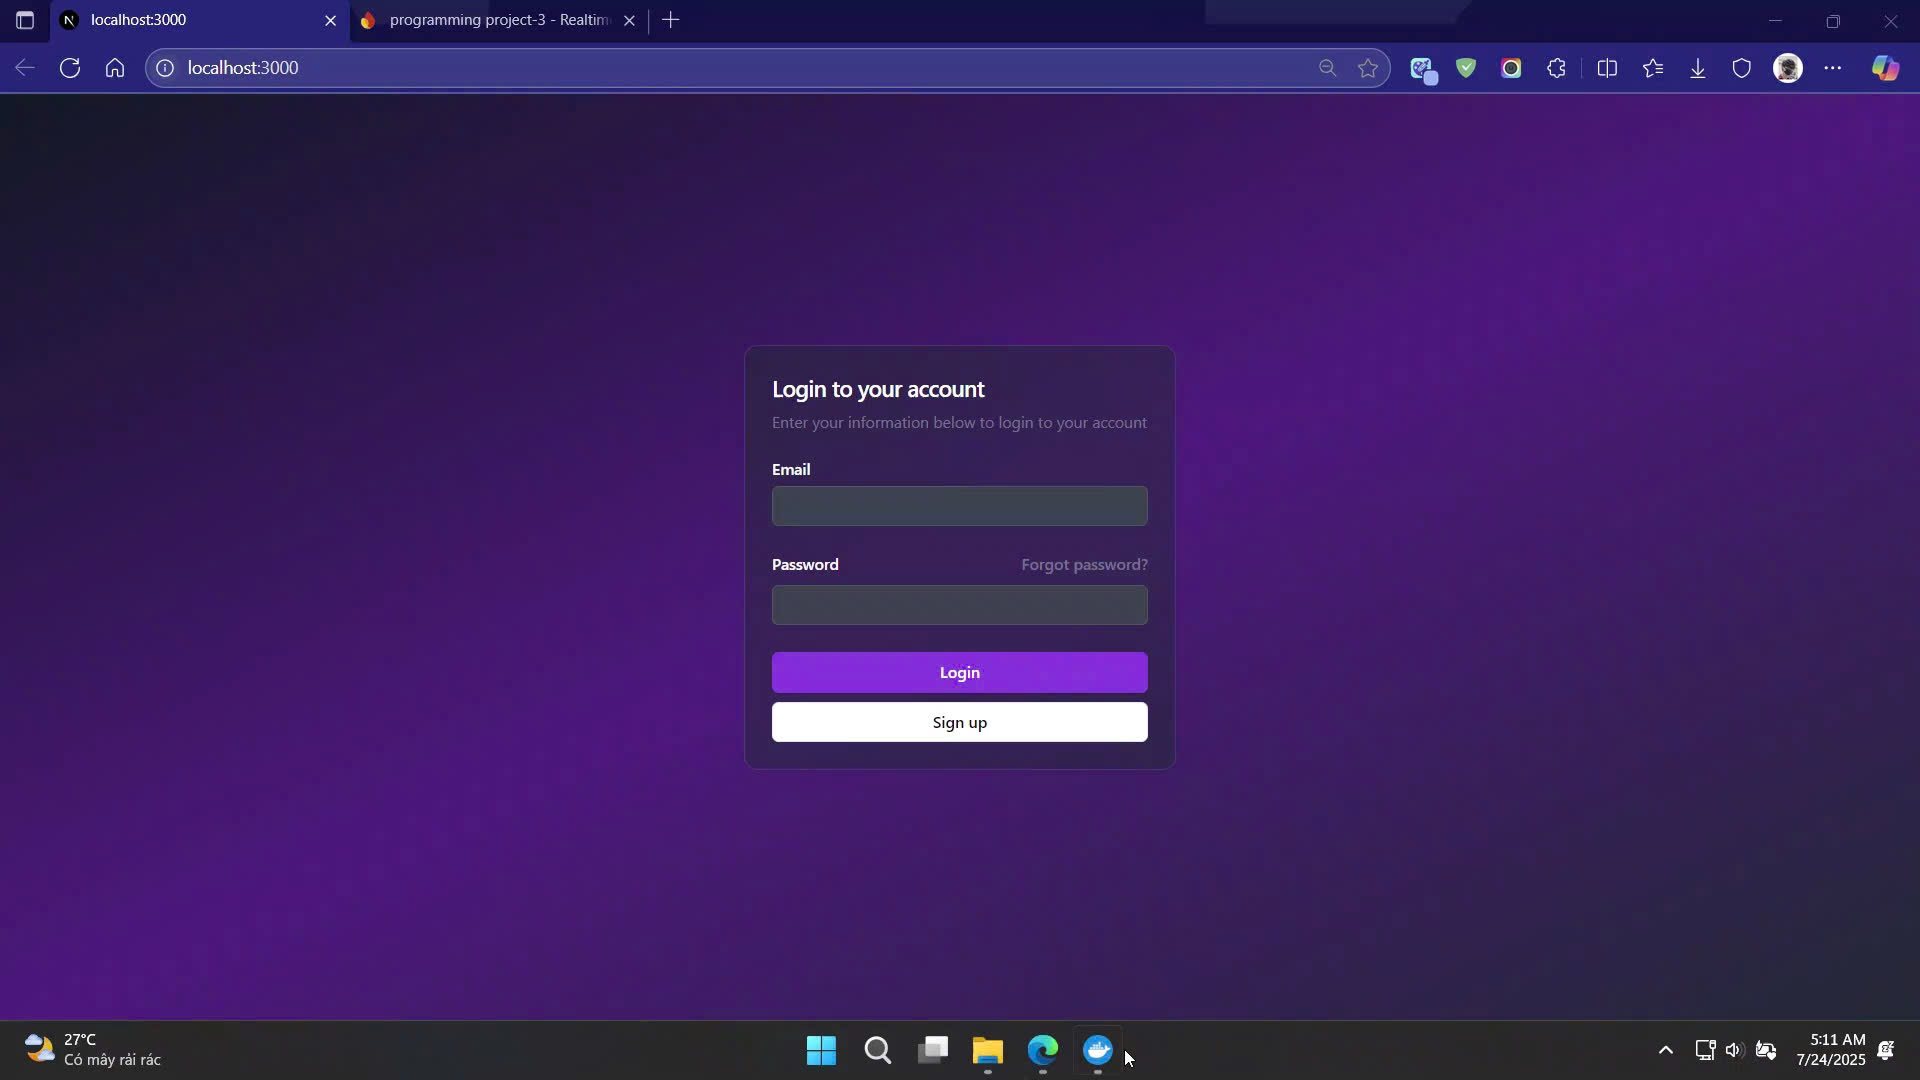 localhost:3000
programming project-3 - Realtim
localhost:3000
Login to your account
Enter your information below to login to your account
Email
Password
Forgot password?
Login
Sign up
27°C
Có mây rải rác
5:11 AM
7/24/2025